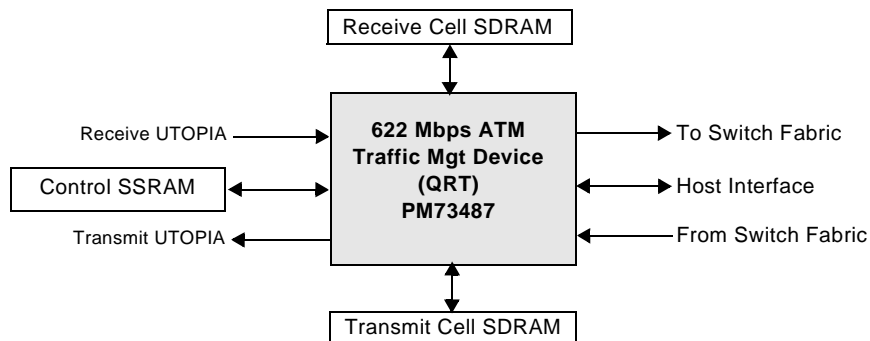 Receive Cell SDRAM
Receive UTOPIA
Control SSRAM
Transmit UTOPIA
622 Mbps ATM
Traffic Mgt Device
(QRT)
PM73487
To Switch Fabric
Host Interface
From Switch Fabric
Transmit Cell SDRAM